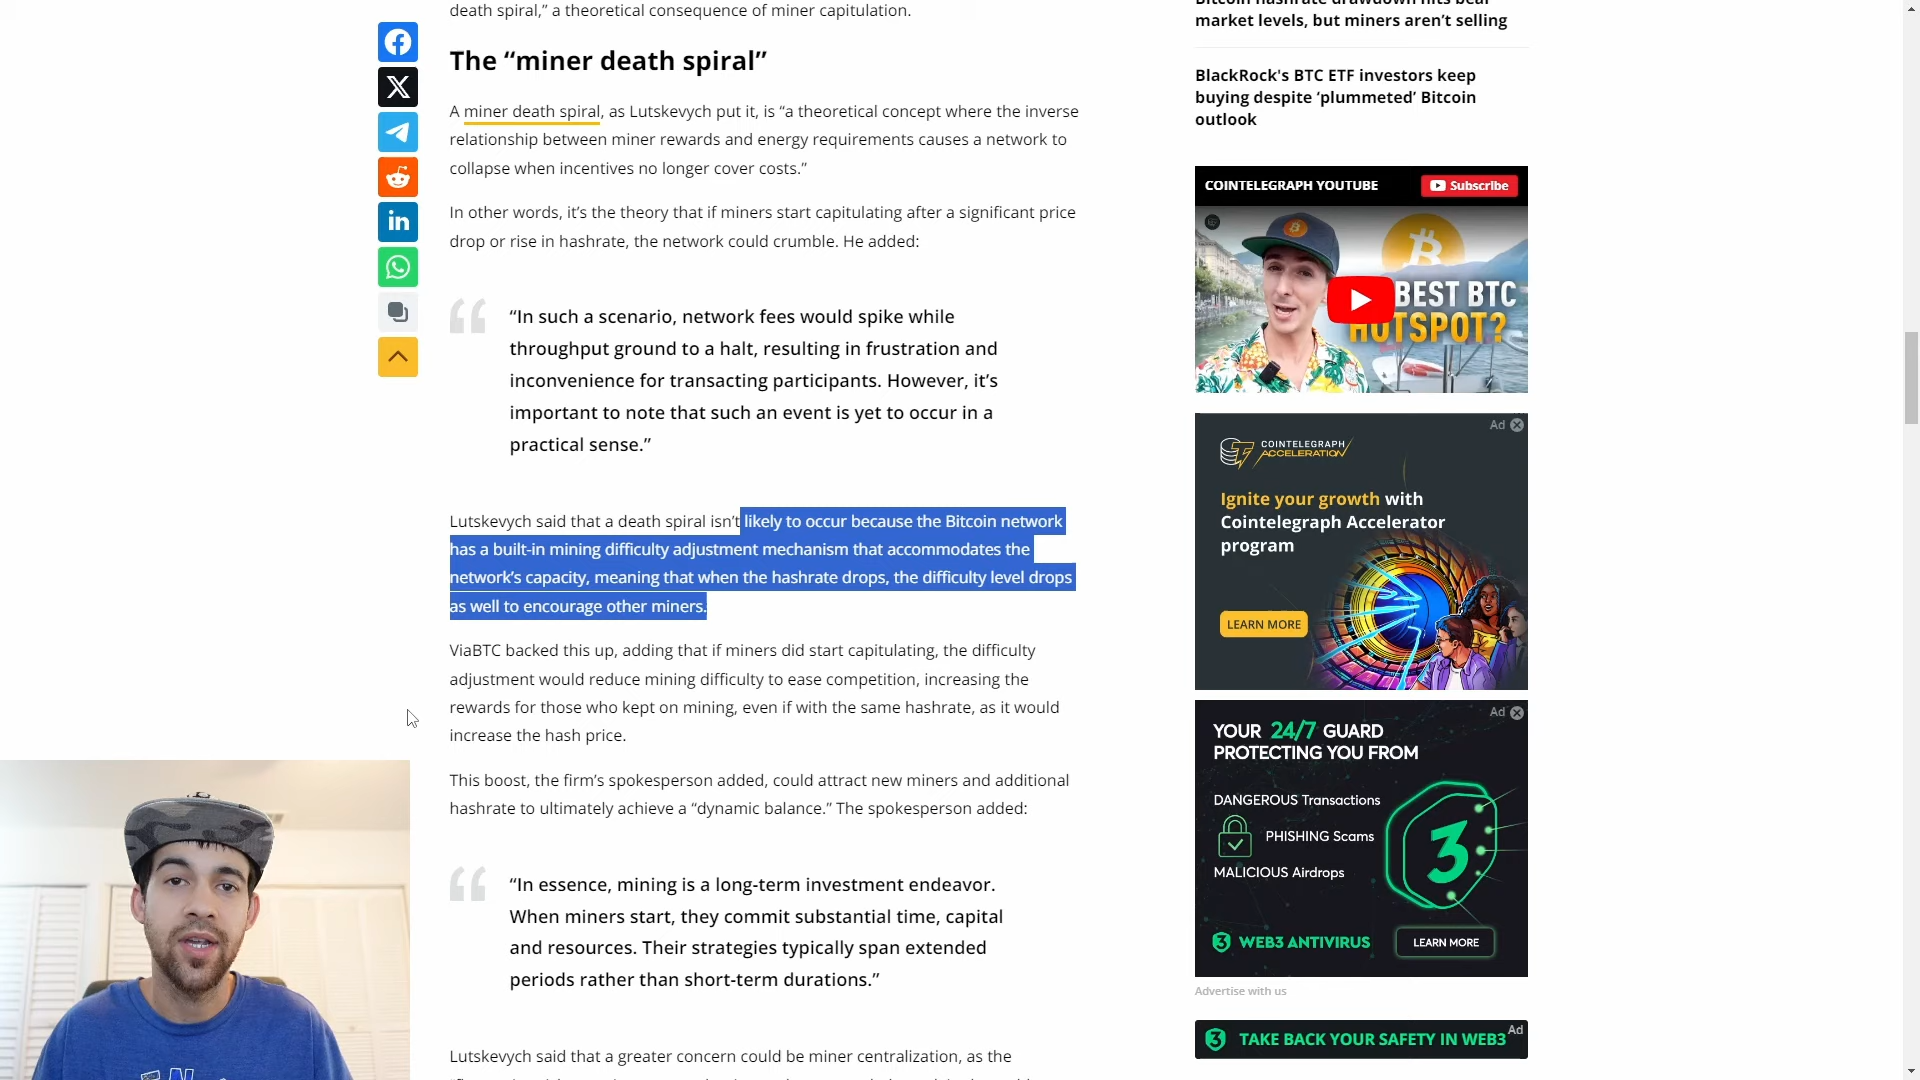 death spiral,” a theoretical consequence of miner capitulation.
The “miner death spiral”
A miner death spiral, as Lutskevych put it, is “a theoretical concept where the inverse
relationship between miner rewards and energy requirements causes a network to
collapse when incentives no longer cover costs.”
In other words, it’s the theory that if miners start capitulating after a significant price
drop or rise in hashrate, the network could crumble. He added:
“In such a scenario, network fees would spike while
throughput ground to a halt, resulting in frustration and
inconvenience for transacting participants. However, it’s
important to note that such an event is yet to occur in a
practical sense.”
Lutskevych said that a death spiral isn’t likely to occur because the Bitcoin network
has a built-in mining difficulty adjustment mechanism that accommodates the
network’s capacity, meaning that when the hashrate drops, the difficulty level drops
as well to encourage other miners.
ViaBTC backed this up, adding that if miners did start capitulating, the difficulty
adjustment would reduce mining difficulty to ease competition, increasing the
rewards for those who kept on mining, even if with the same hashrate, as it would
increase the hash price.
This boost, the firm’s spokesperson added, could attract new miners and additional
hashrate to ultimately achieve a “dynamic balance.” The spokesperson added:
“In essence, mining is a long-term investment endeavor.
When miners start, they commit substantial time, capital
and resources. Their strategies typically span extended
periods rather than short-term durations.”
Lutskevych said that a greater concern could be miner centralization, as the
Bitcoin hashrate drawdown hits bear
market levels, but miners aren’t selling
BlackRock's BTC ETF investors keep
buying despite ‘plummeted’ Bitcoin
outlook
COINTELEGRAPH YOUTUBE
Subscribe
BEST BTC
HOTSPOT?
Ad
COINTELEGRAPH
ACCELERATION
Ignite your growth with
Cointelegraph Accelerator
program
LEARN MORE
Ad
YOUR 24/7 GUARD
PROTECTING YOU FROM
DANGEROUS Transactions
PHISHING Scams
MALICIOUS Airdrops
3
WEB3 ANTIVIRUS
LEARN MORE
Advertise with us
TAKE BACK YOUR SAFETY IN WEB3
Ad